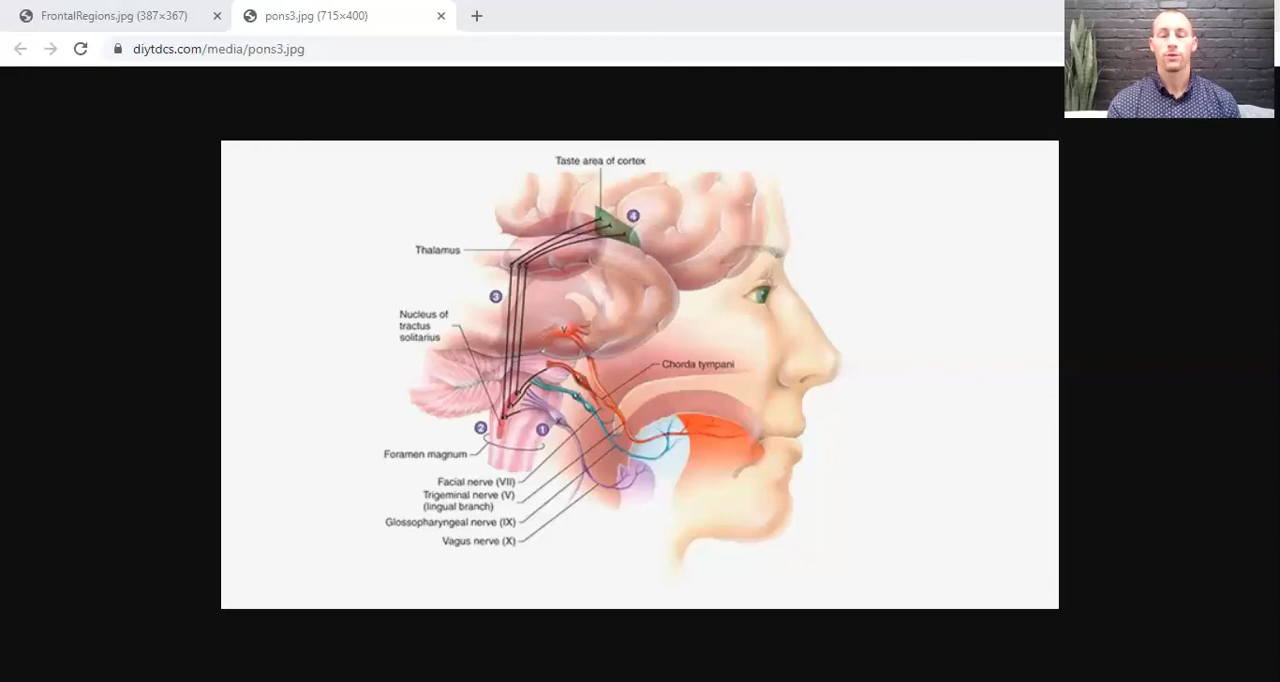 FrontalRegions.jpg (387×367)
pons3.jpg (715×400)
diytdcs.com/media/pons3.jpg
Taste area of cortex
4
Thalamus
3
Nucleus of
tractus
solitarius
V
Chorda tympani
2
1
Foramen magnum
Facial nerve (VII)
Trigeminal nerve (V)
(lingual branch)
Glossopharyngeal nerve (IX)
Vagus nerve (X)